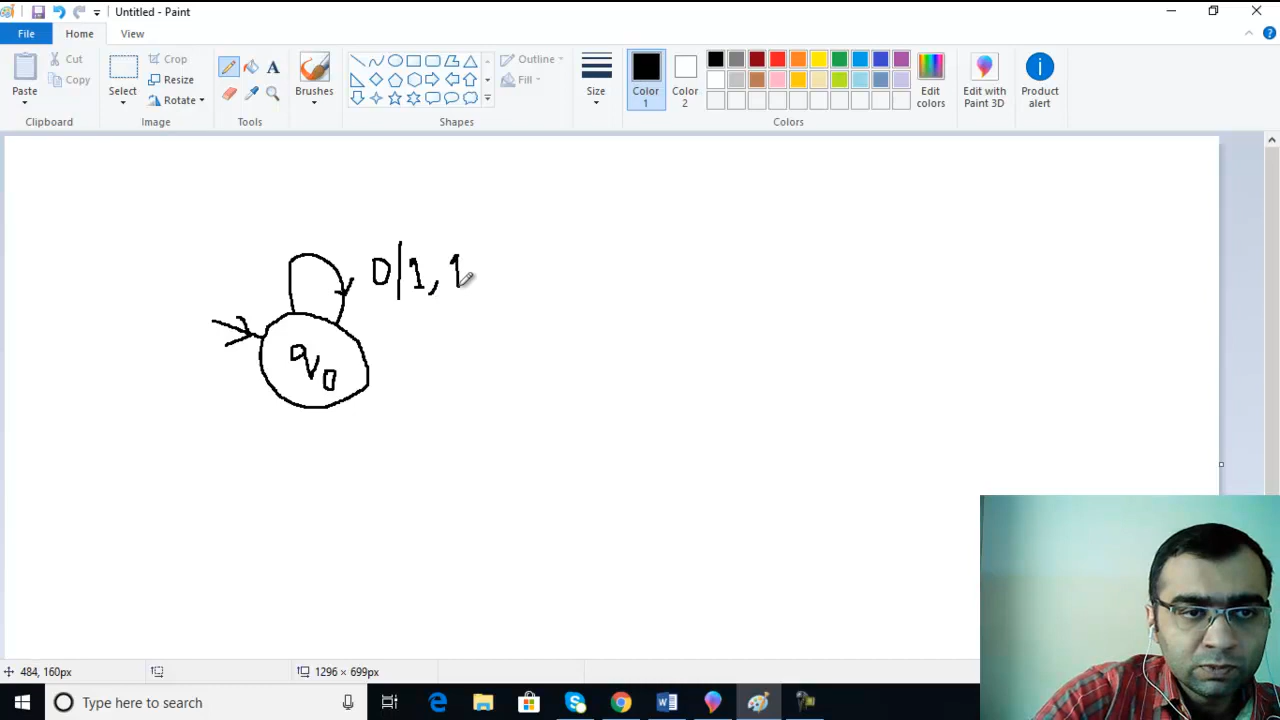 Untitled - Paint
File Home View
Cut
Copy
Paste
Clipboard
Select
Crop
Resize
Rotate
Image
Tools
Brushes
Outline
Fill
Shapes
Size
Color 1
Color 2
Edit colors
Colors
Edit with Paint 3D
Product alert
0|1, 1
q0
484, 160px
1296 × 699px
Type here to search